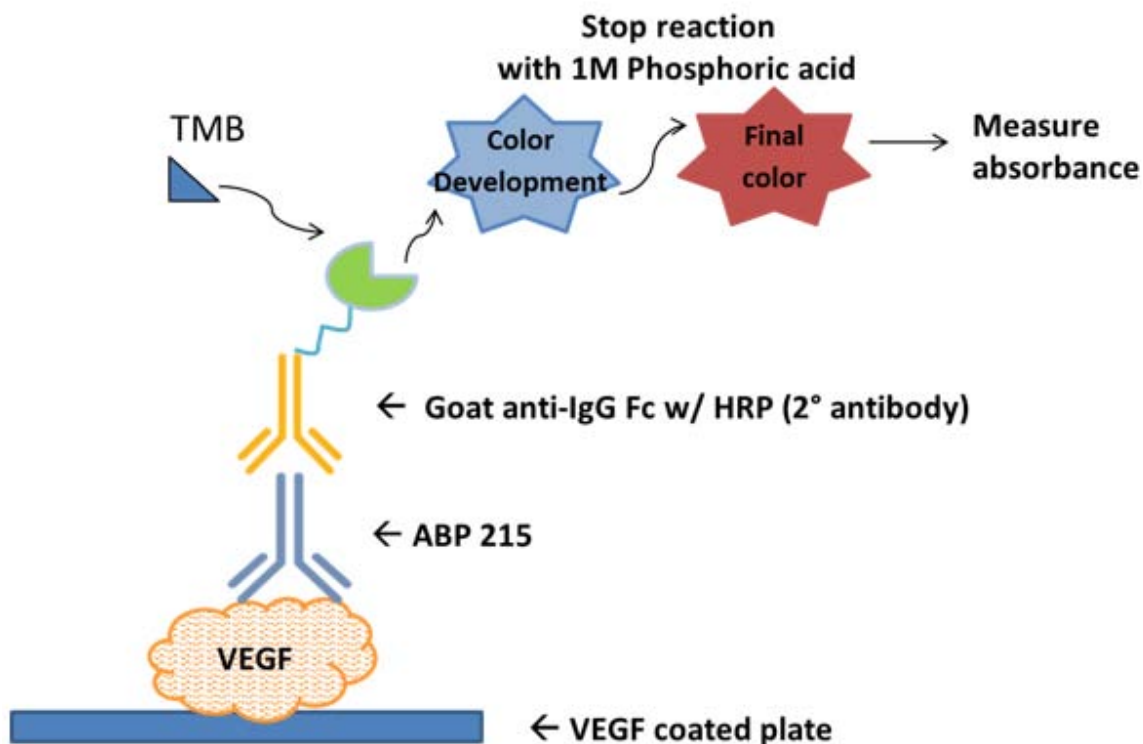 Stop reaction
with 1M Phosphoric acid
TMB
Color
Development
Final
color
Measure
absorbance
← Goat anti-IgG Fc w/ HRP (2° antibody)
← ABP 215
VEGF
← VEGF coated plate